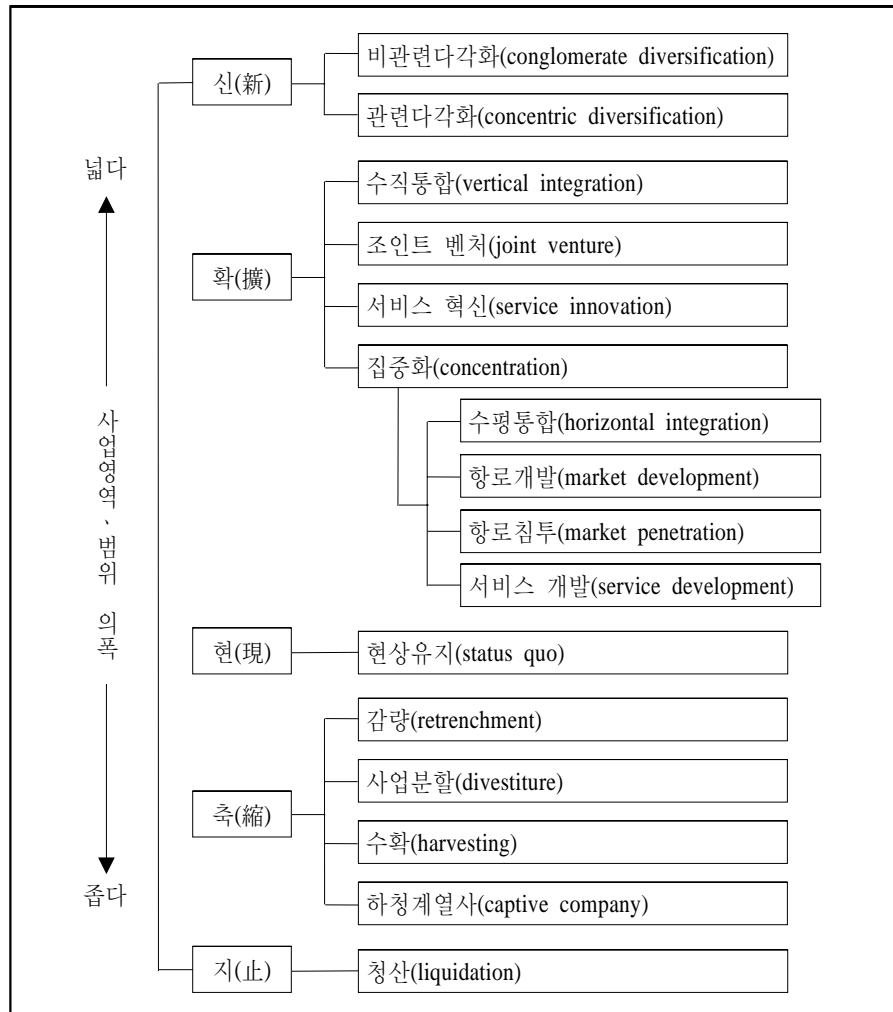 신(新)
비관련다각화(conglomerate diversification)
관련다각화(concentric diversification)
넓다
사업영역·범위 의폭
좁다
확(擴)
수직통합(vertical integration)
조인트 벤처(joint venture)
서비스 혁신(service innovation)
집중화(concentration)
수평통합(horizontal integration)
항로개발(market development)
항로침투(market penetration)
서비스 개발(service development)
현(現)
현상유지(status quo)
축(縮)
감량(retrenchment)
사업분할(divestiture)
수확(harvesting)
하청계열사(captive company)
지(止)
청산(liquidation)